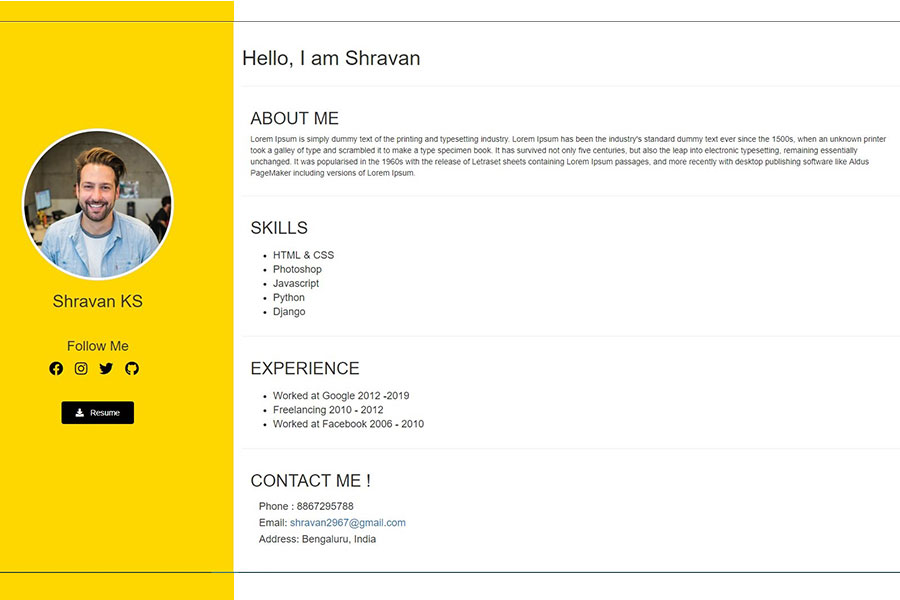 Shravan KS
Follow Me
Resume
Hello, I am Shravan
ABOUT ME
Lorem Ipsum is simply dummy text of the printing and typesetting industry. Lorem Ipsum has been the industry's standard dummy text ever since the 1500s, when an unknown printer
took a galley of type and scrambled it to make a type specimen book. It has survived not only five centuries, but also the leap into electronic typesetting, remaining essentially
unchanged. It was popularised in the 1960s with the release of Letraset sheets containing Lorem Ipsum passages, and more recently with desktop publishing software like Aldus
PageMaker including versions of Lorem Ipsum.
SKILLS
• HTML & CSS
• Photoshop
• Javascript
• Python
• Django
EXPERIENCE
• Worked at Google 2012 -2019
• Freelancing 2010 - 2012
• Worked at Facebook 2006 - 2010
CONTACT ME !
Phone : 8867295788
Email: shravan2967@gmail.com
Address: Bengaluru, India